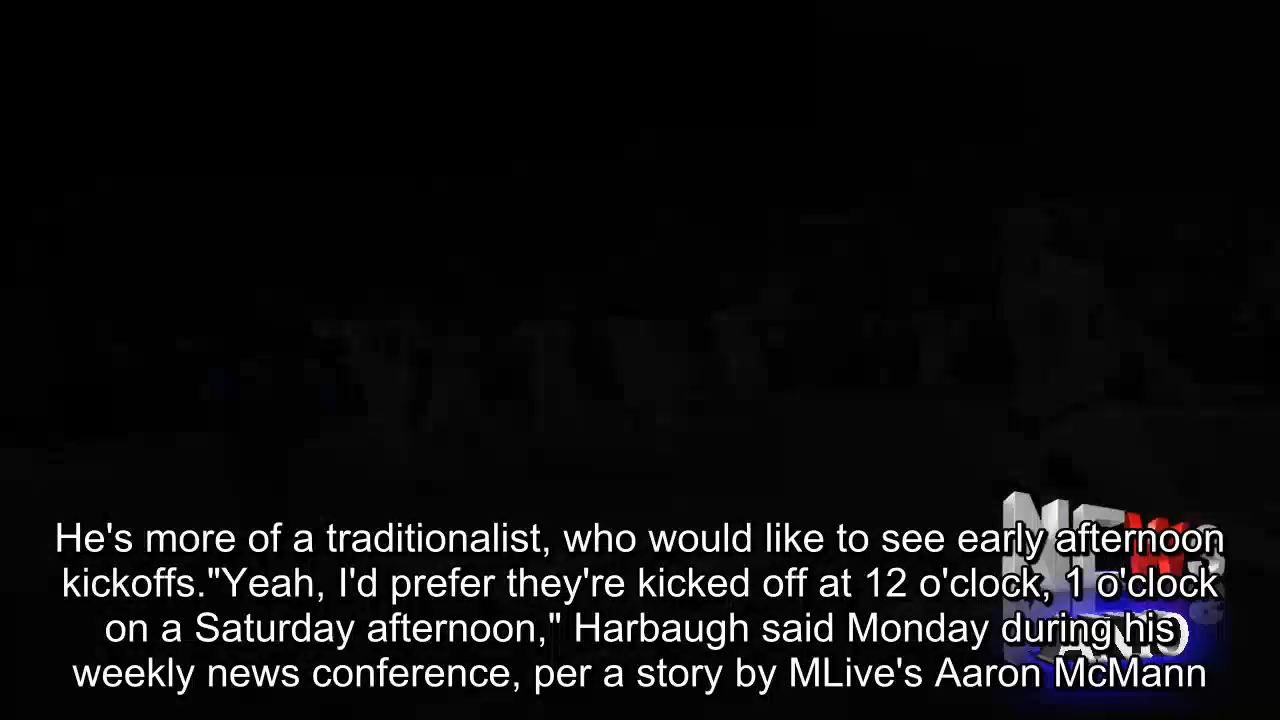 He's more of a traditionalist, who would like to see early afternoon
kickoffs."Yeah, I'd prefer they're kicked off at 12 o'clock, 1 o'clock
on a Saturday afternoon," Harbaugh said Monday during his
weekly news conference, per a story by MLive's Aaron McMann